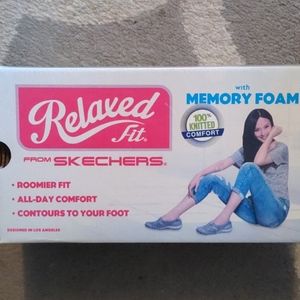 Relaxed
Fit®
FROM SKECHERS®
• ROOMIER FIT
• ALL-DAY COMFORT
• CONTOURS TO YOUR FOOT
DESIGNED IN LOS ANGELES
with
MEMORY FOAM
100%
KNITTED
COMFORT